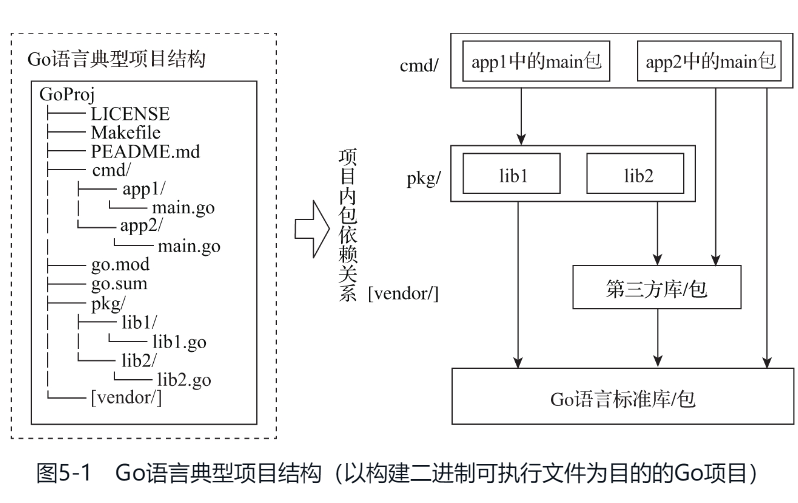 Go语言典型项目结构
GoProj
LICENSE
Makefile
PEADME.md
cmd/
app1/
main.go
app2/
main.go
go.mod
go.sum
pkg/
lib1/
lib1.go
lib2/
lib2.go
[vendor/]
项目内包依赖关系
cmd/
app1中的main包
app2中的main包
pkg/
lib1
lib2
[vendor/]
第三方库/包
Go语言标准库/包
图5-1 Go语言典型项目结构（以构建二进制可执行文件为目的的Go项目）